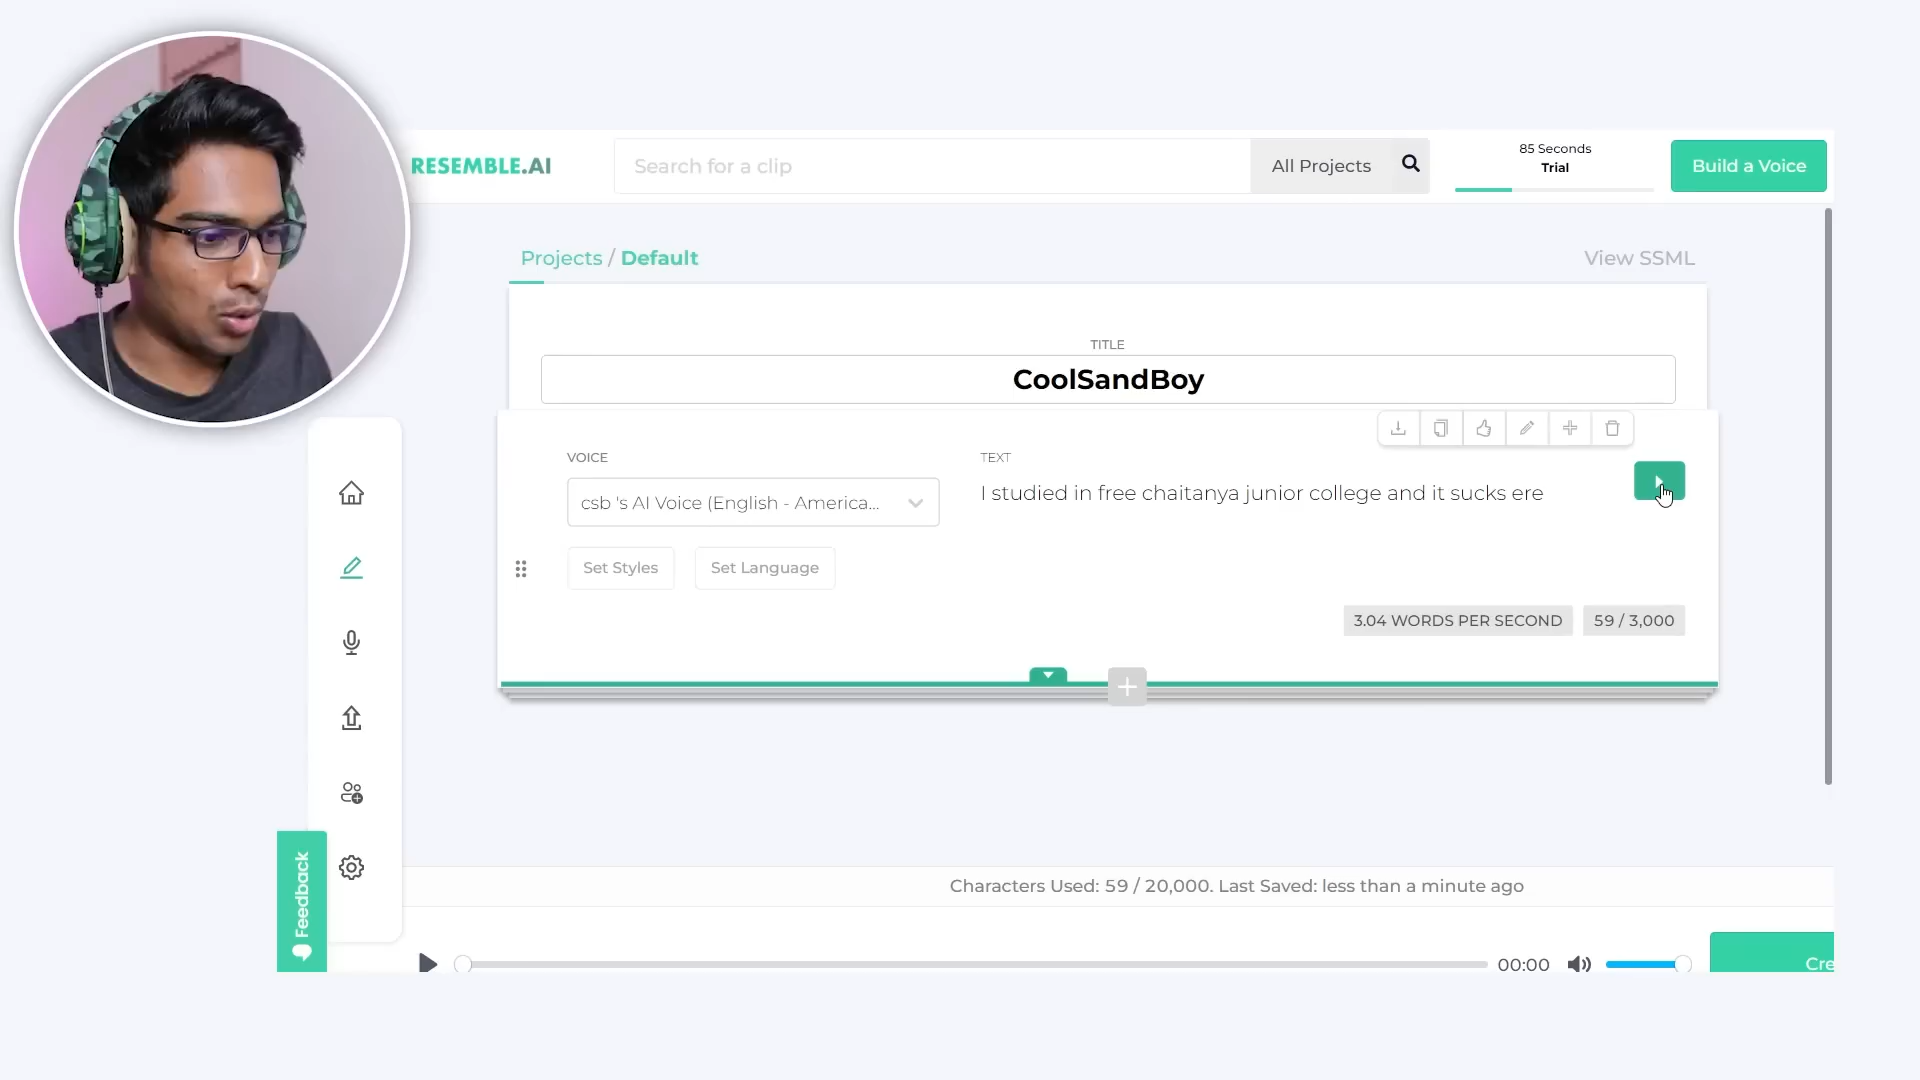 RESEMBLE.AI
Search for a clip
All Projects
85 Seconds
Trial
Build a Voice
Projects / Default
View SSML
TITLE
CoolSandBoy
VOICE
TEXT
csb 's AI Voice (English - America...
I studied in free chaitanya junior college and it sucks ere
Set Styles
Set Language
3.04 WORDS PER SECOND
59 / 3,000
Feedback
Characters Used: 59 / 20,000. Last Saved: less than a minute ago
00:00
Cre